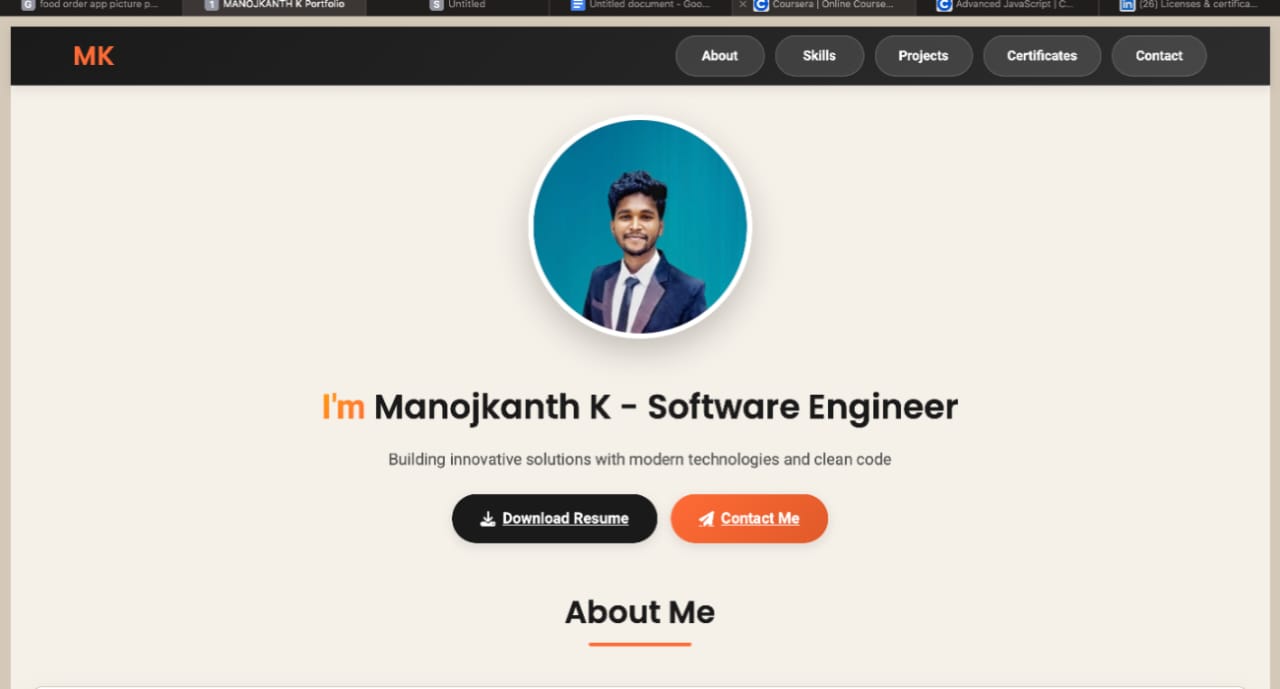 food order app picture p...
MANOJKANTH K Portfolio
Untitled
Untitled document - Goo...
Coursera | Online Course...
Advanced JavaScript | C...
(26) Licenses & certifica...
MK
About
Skills
Projects
Certificates
Contact
I'm Manojkanth K - Software Engineer
Building innovative solutions with modern technologies and clean code
Download Resume
Contact Me
About Me